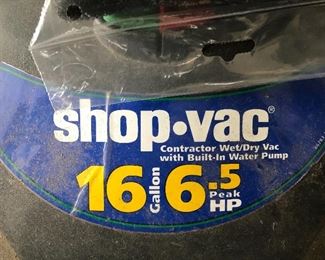 shop·vac®
Contractor Wet/Dry Vac
with Built-In Water Pump
16 Gallon 6.5 Peak HP